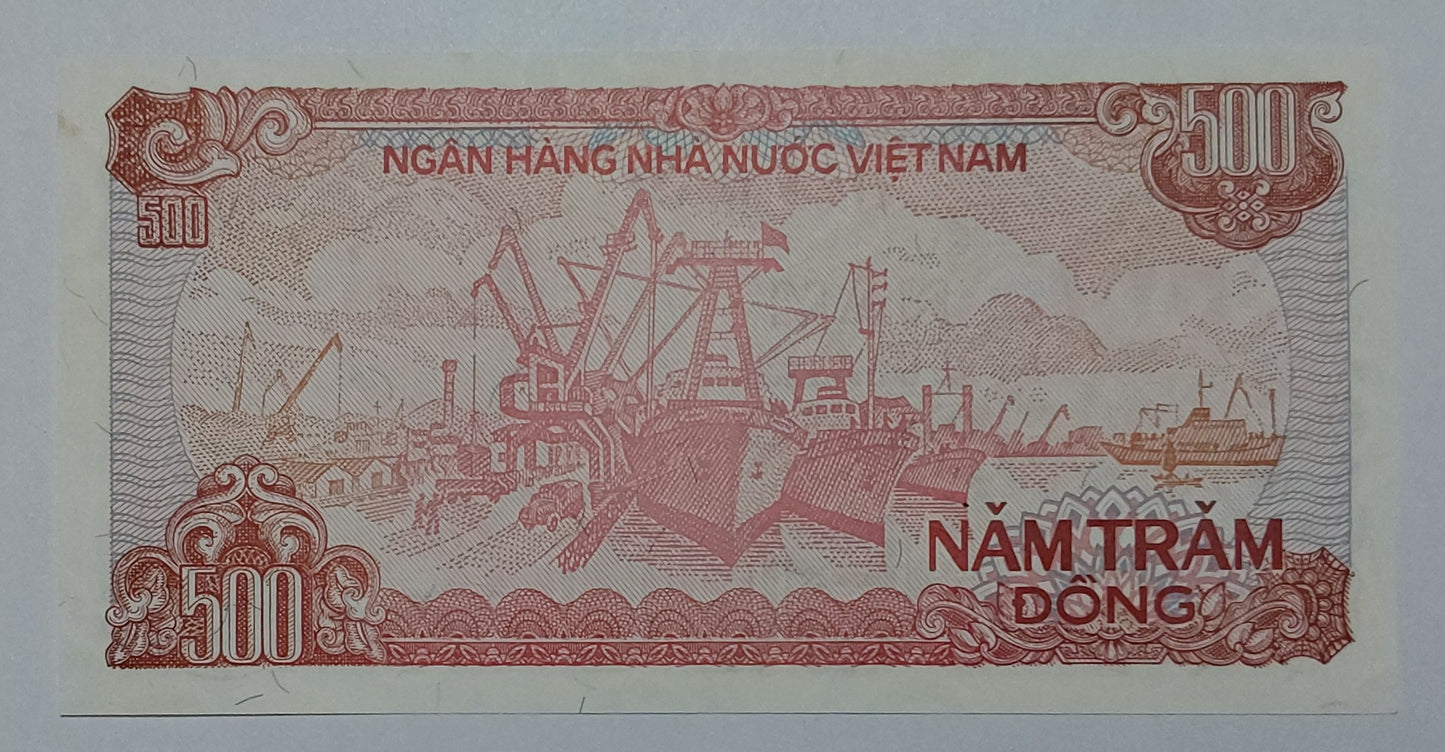 500
NGÂN HÀNG NHÀ NƯỚC VIỆT NAM
500
NĂM TRĂM
ĐỒNG
500